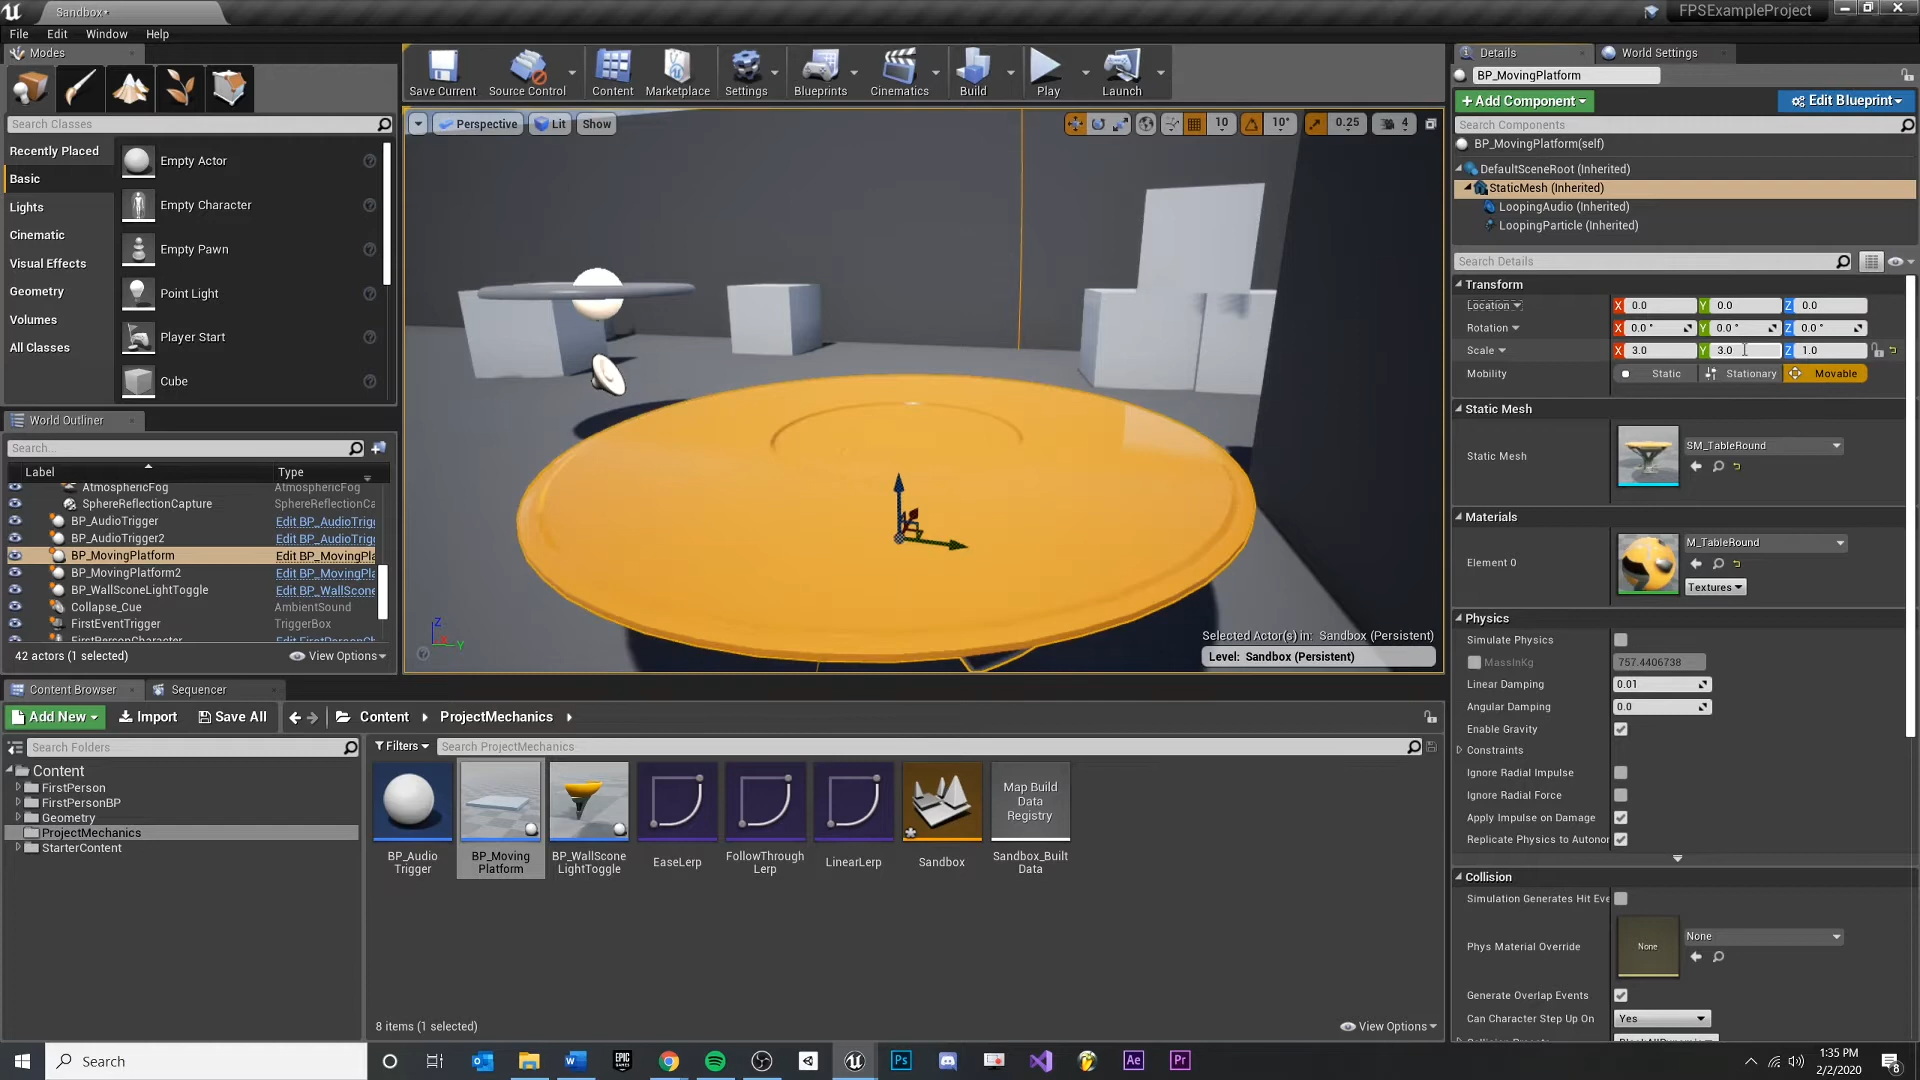 Sandbox•
FPSExampleProject
File Edit Window Help
Modes
Search Classes
Recently Placed
Basic
Lights
Cinematic
Visual Effects
Geometry
Volumes
All Classes
Empty Actor
Empty Character
Empty Pawn
Point Light
Player Start
Cube
World Outliner
Search...
Label Type
AtmosphericFog AtmosphericFog
SphereReflectionCapture SphereReflectionCa
BP_AudioTrigger Edit BP_AudioTrig
BP_AudioTrigger2 Edit BP_AudioTrig
BP_MovingPlatform Edit BP_MovingPla
BP_MovingPlatform2 Edit BP_MovingPla
BP_WallSconeLightToggle Edit BP_WallScone
Collapse_Cue AmbientSound
FirstEventTrigger TriggerBox
FirstPersonCharacter Edit FirstPersonCh
42 actors (1 selected) View Options
Save Current
Source Control
Content
Marketplace
Settings
Blueprints
Cinematics
Build
Play
Launch
Perspective Lit Show
10 10° 0.25 4
Z Y
Selected Actor(s) in: Sandbox (Persistent)
Level: Sandbox (Persistent)
Details World Settings
BP_MovingPlatform
+Add Component Edit Blueprint
Search Components
BP_MovingPlatform(self)
DefaultSceneRoot (Inherited)
StaticMesh (Inherited)
LoopingAudio (Inherited)
LoopingParticle (Inherited)
Search Details
Transform
Location X 0.0 Y 0.0 Z 0.0
Rotation X 0.0 ° Y 0.0 ° Z 0.0 °
Scale X 3.0 Y 3.0 Z 1.0
Mobility Static Stationary Movable
Static Mesh
Static Mesh SM_TableRound
Materials
Element 0 M_TableRound
Textures
Physics
Simulate Physics
MassInKg 757.4406738
Linear Damping 0.01
Angular Damping 0.0
Enable Gravity
Constraints
Ignore Radial Impulse
Ignore Radial Force
Apply Impulse on Damage
Replicate Physics to Autonor
Collision
Simulation Generates Hit Eve
Phys Material Override None None
Generate Overlap Events
Can Character Step Up On Yes
Content Browser Sequencer
Add New Import Save All Content ProjectMechanics
Search Folders
Content
FirstPerson
FirstPersonBP
Geometry
ProjectMechanics
StarterContent
Filters Search ProjectMechanics
BP_Audio
Trigger
BP_Moving
Platform
BP_WallScone
LightToggle
EaseLerp
FollowThrough
Lerp
LinearLerp
Sandbox
Map Build
Data
Registry
Sandbox_Built
Data
8 items (1 selected) View Options
Search
EPIC
GAMES
Ps
Ae
Pr
1:35 PM
2/2/2020
8